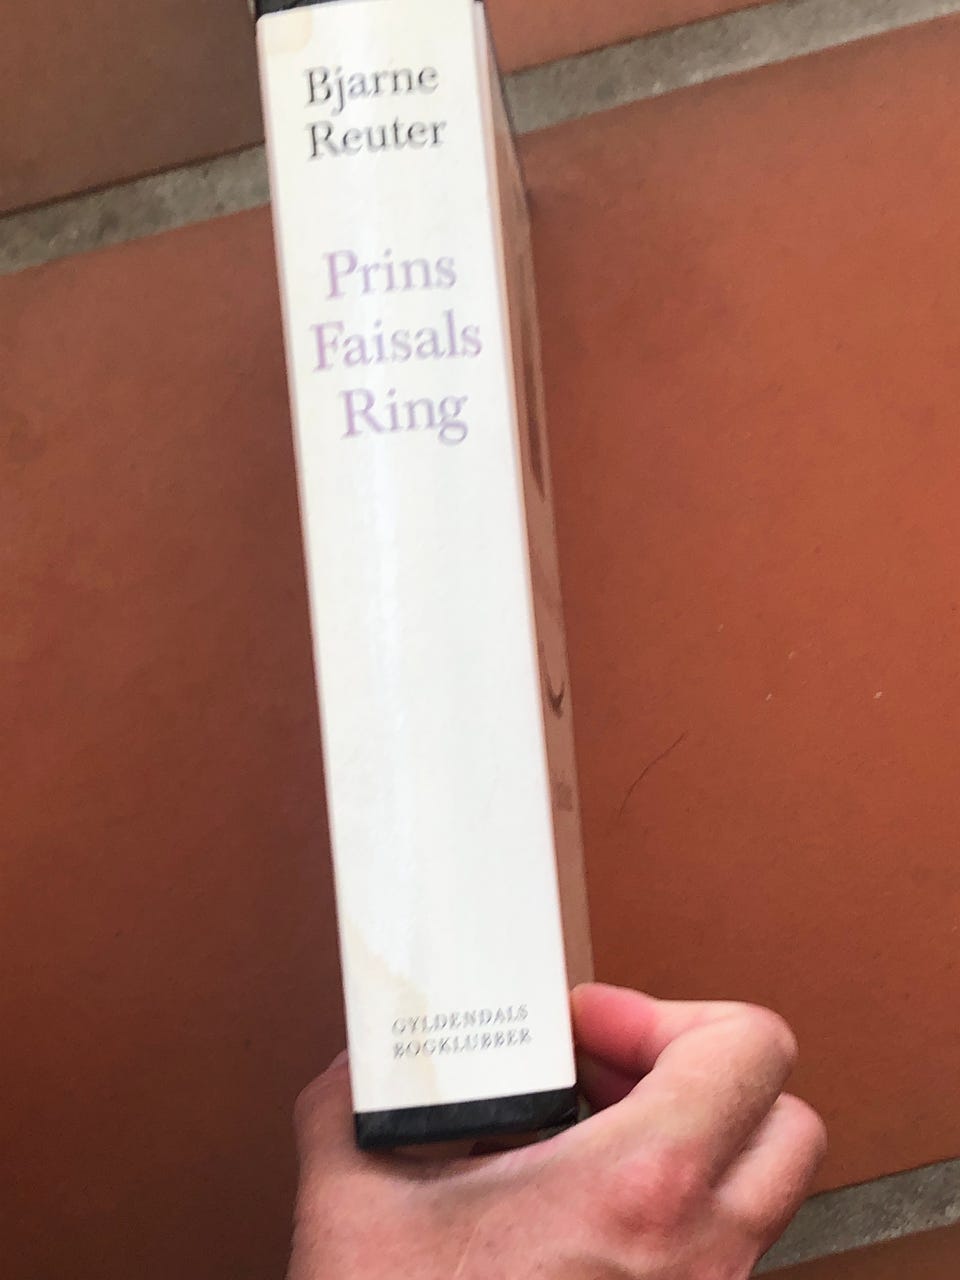 Bjarne
Reuter
Prins
Faisals
Ring
GYLDENDALS
BOGKLUBBER